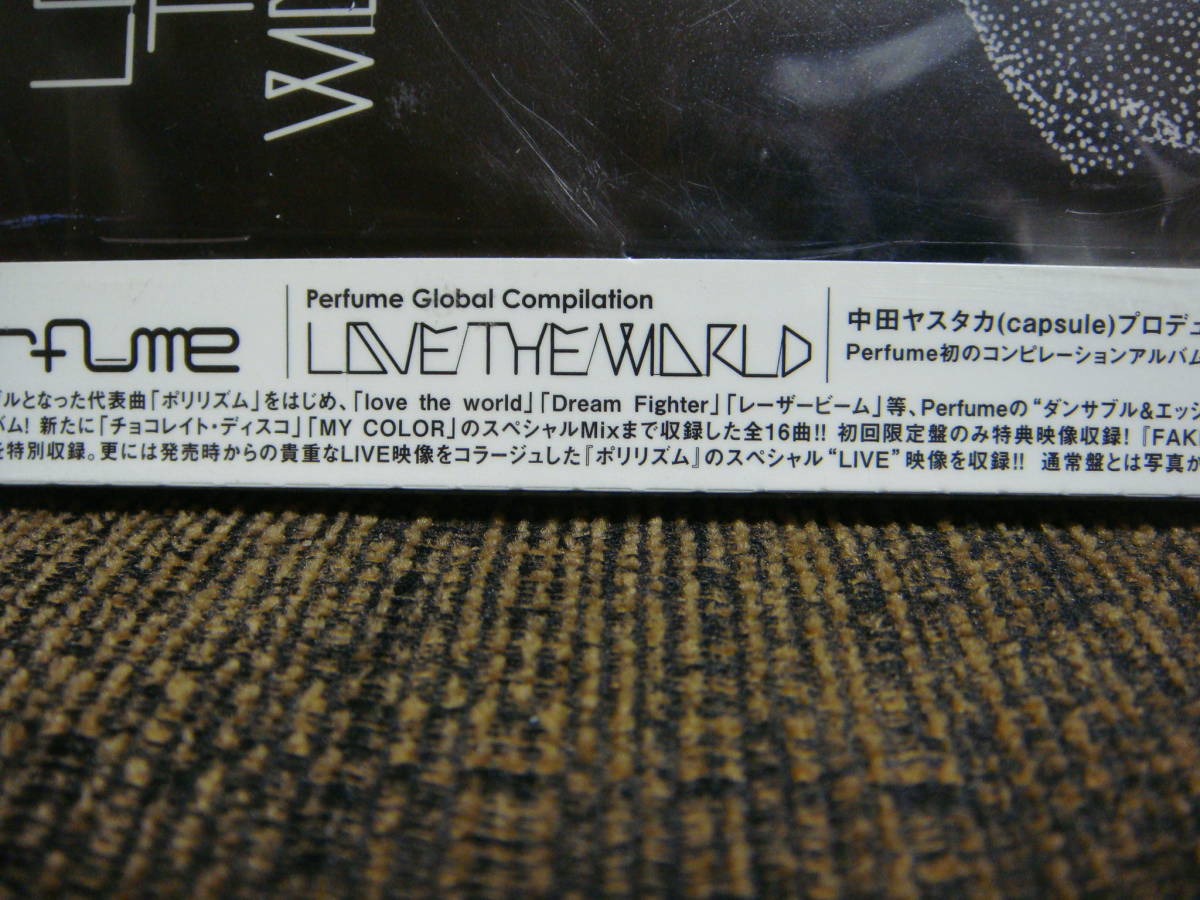 rfume
Perfume Global Compilation
LOVE THE WORLD
中田ヤスタカ(capsule)プロデュ
Perfume初のコンピレーションアルバム
ブルとなった代表曲「ポリリズム」をはじめ、「love the world」「Dream Fighter」「レーザービーム」等、Perfumeの“ダンサブル&エッジ
バム! 新たに「チョコレイト・ディスコ」「MY COLOR」のスペシャルMixまで収録した全16曲!! 初回限定盤のみ特典映像収録! 『FAK
を特別収録。更には発売時からの貴重なLIVE映像をコラージュした『ポリリズム』のスペシャル“LIVE”映像を収録!! 通常盤とは写真が